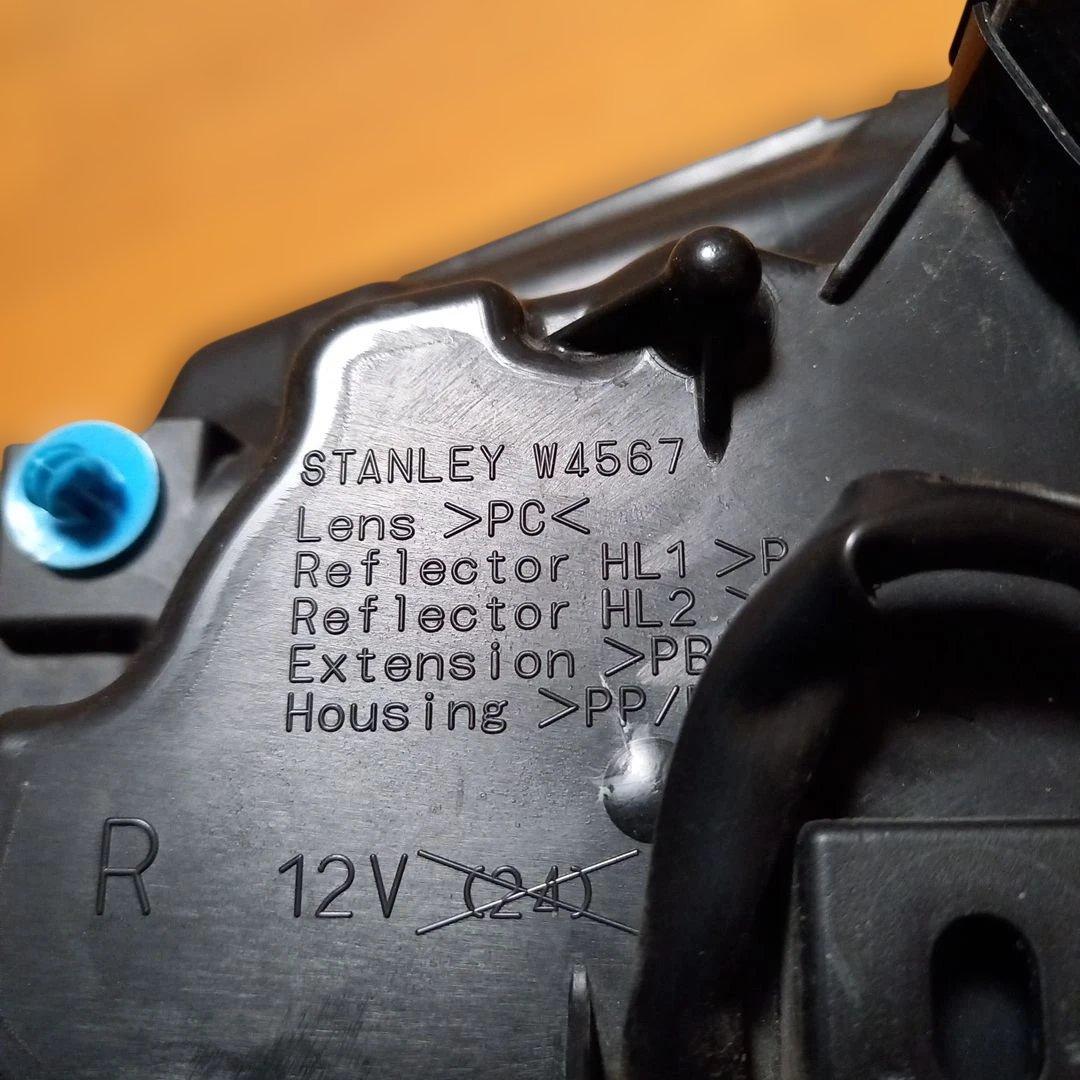 STANLEY W4567
Lens >PC<
Reflector HL1 >P
Reflector HL2 >
Extension >PB
Housing >PP/
R 12V (24)